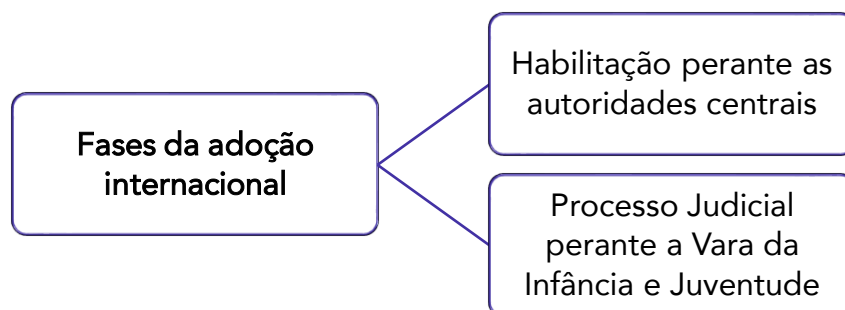 Habilitação perante as
autoridades centrais
Fases da adoção
internacional
Processo Judicial
perante a Vara da
Infância e Juventude